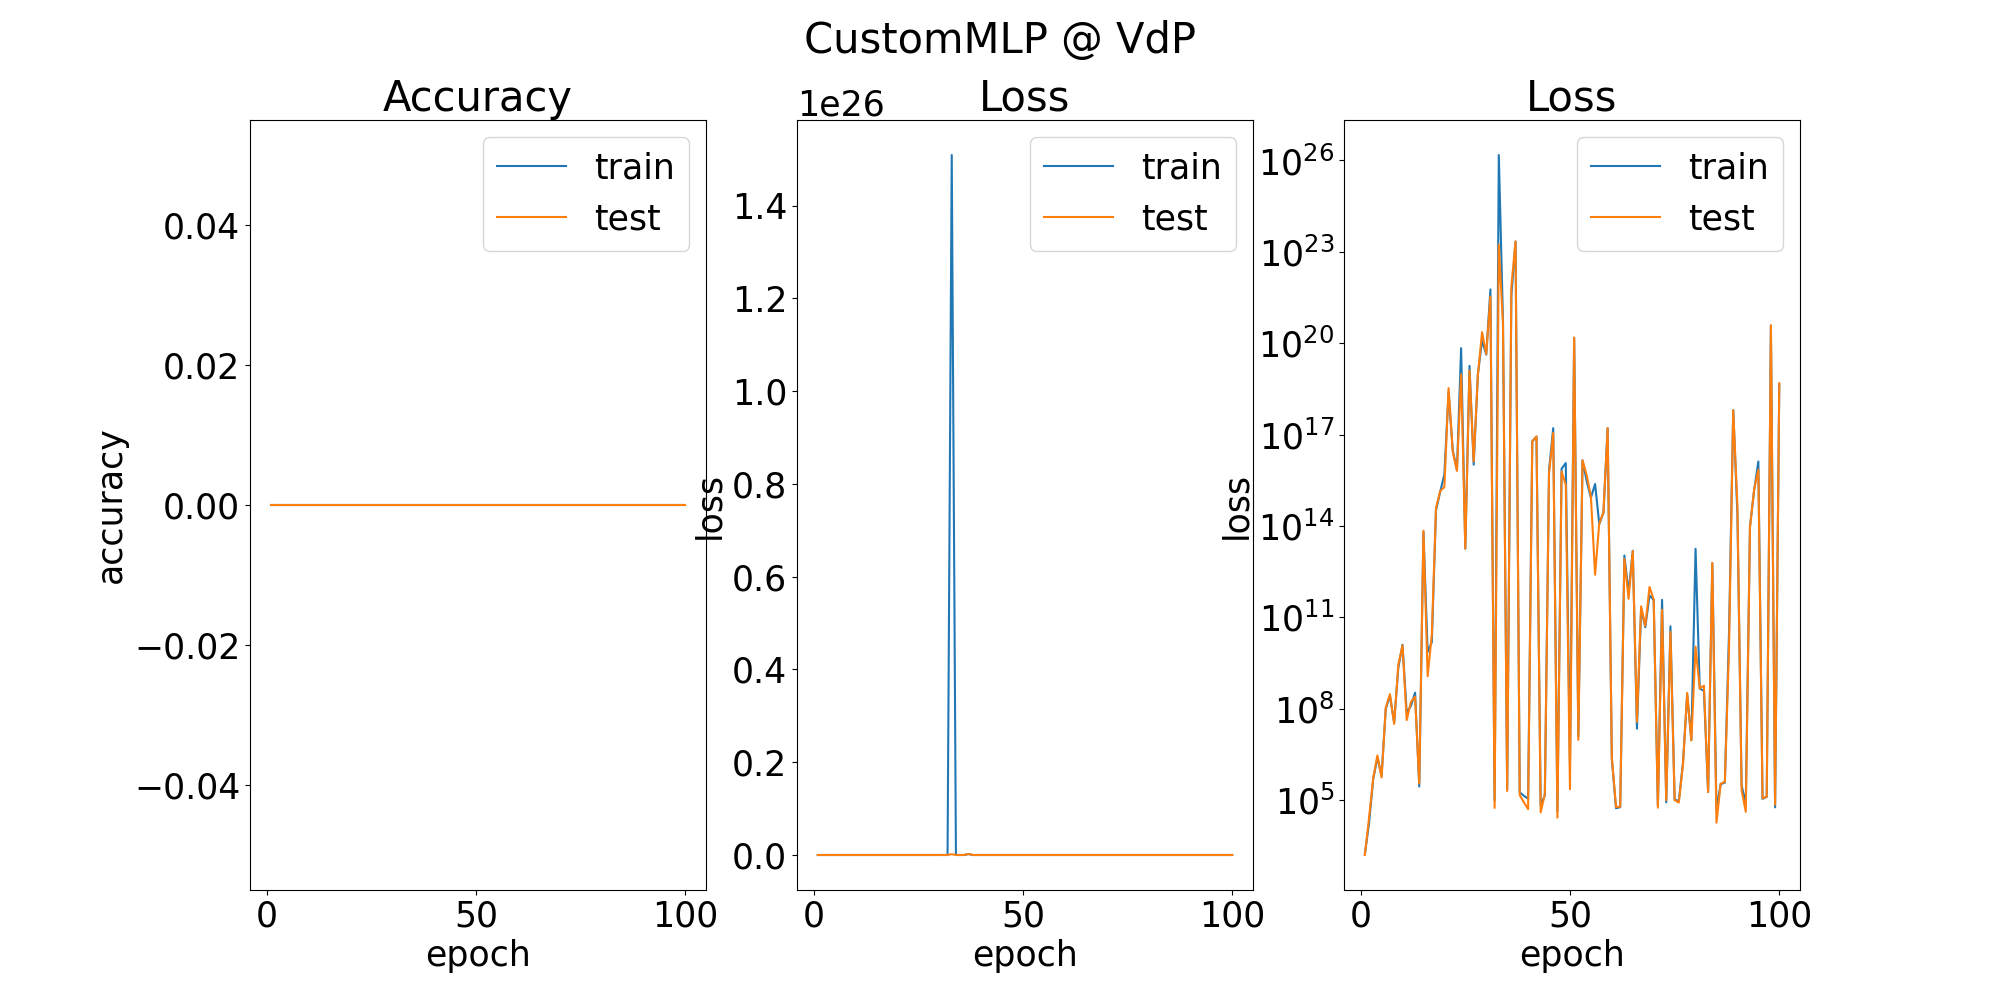 CustomMLP @ VdP
Accuracy
accuracy
0.04
0.02
0.00
−0.02
−0.04
train
test
0
50
100
epoch
Loss
1e26
loss
1.4
1.2
1.0
0.8
0.6
0.4
0.2
0.0
train
test
0
50
100
epoch
Loss
loss
10^26
10^23
10^20
10^17
10^14
10^11
10^8
10^5
train
test
0
50
100
epoch